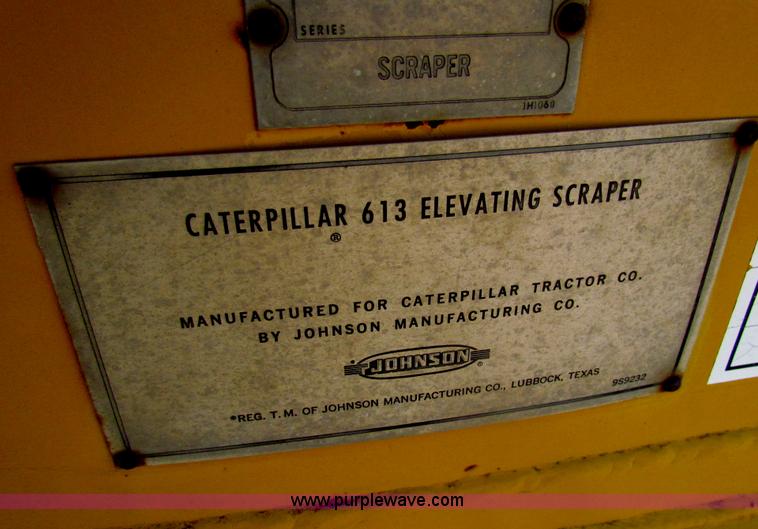 SERIES
SCRAPER
1H1060
CATERPILLAR 613 ELEVATING SCRAPER
®
MANUFACTURED FOR CATERPILLAR TRACTOR CO.
BY JOHNSON MANUFACTURING CO.
JOHNSON ®
*REG. T. M. OF JOHNSON MANUFACTURING CO., LUBBOCK, TEXAS
9S9232
www.purplewave.com